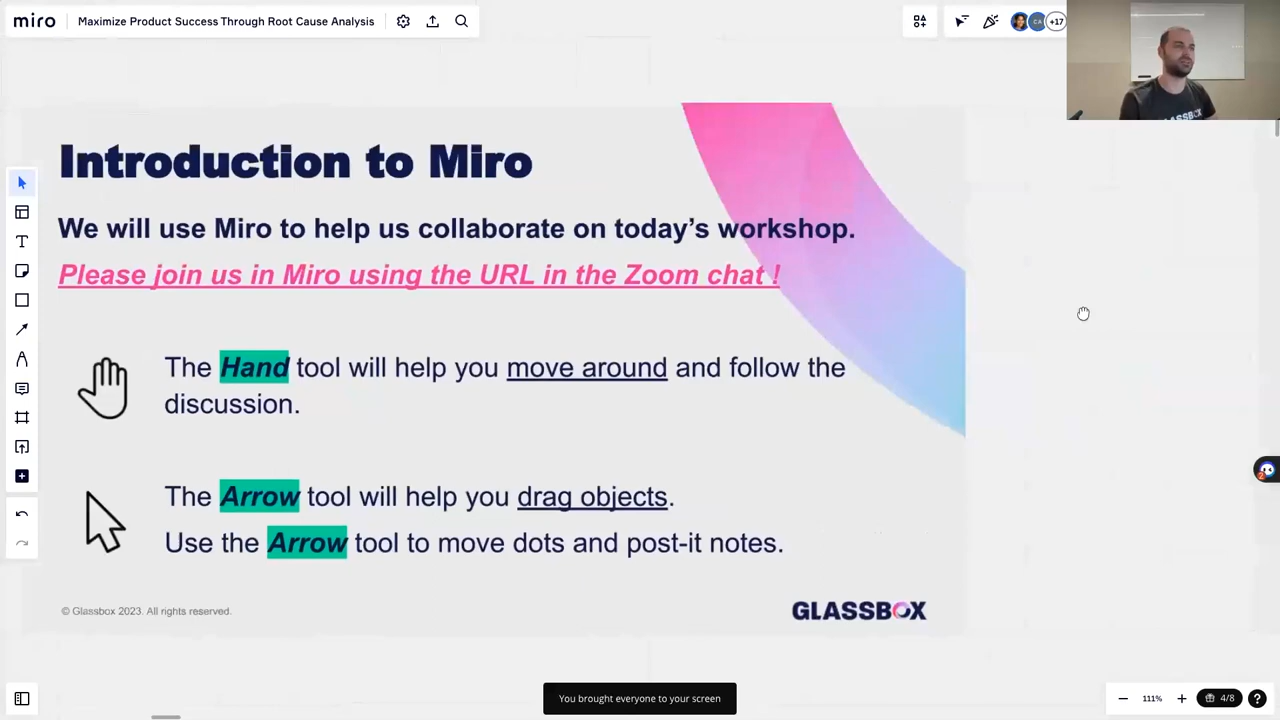 miro
Maximize Product Success Through Root Cause Analysis
CA
+17
GLASSBOX
Introduction to Miro
We will use Miro to help us collaborate on today's workshop.
Please join us in Miro using the URL in the Zoom chat !
The Hand tool will help you move around and follow the
discussion.
The Arrow tool will help you drag objects.
Use the Arrow tool to move dots and post-it notes.
© Glassbox 2023. All rights reserved.
GLASSBOX
You brought everyone to your screen
111%
4/8